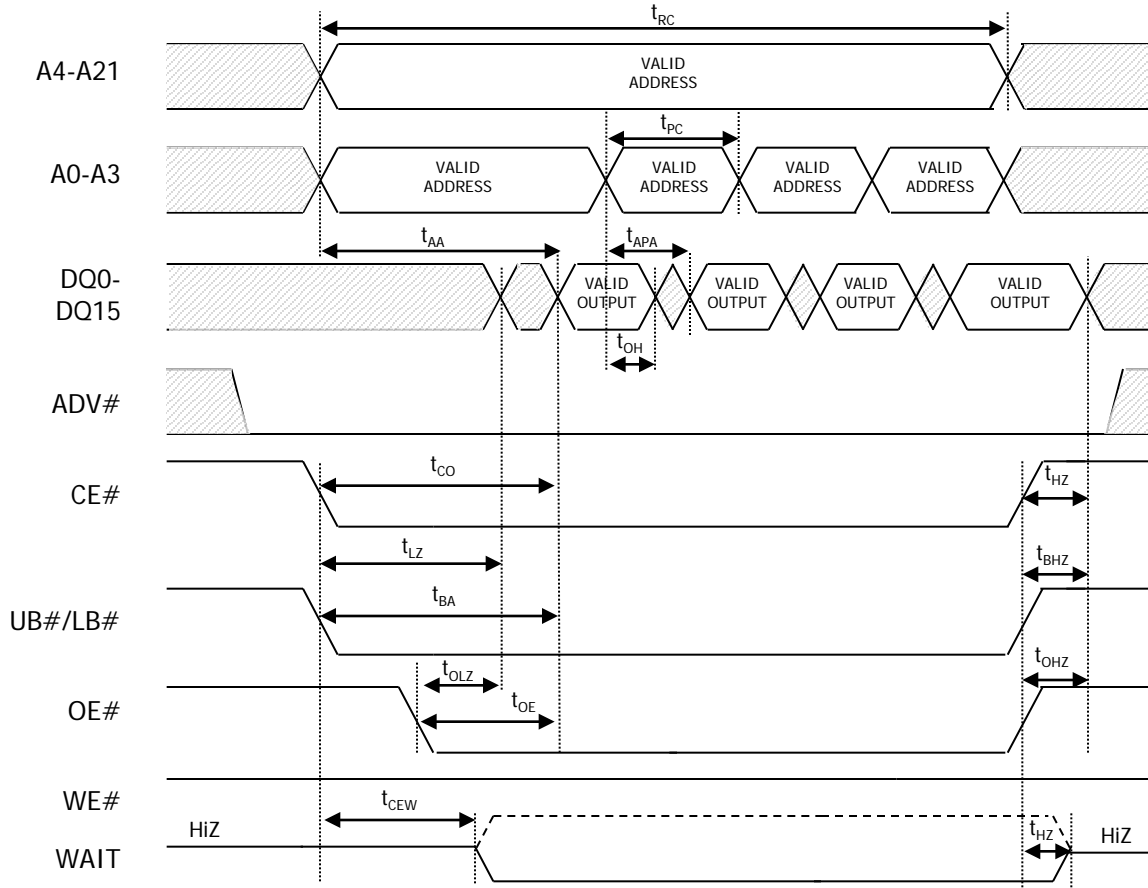 tRC
A4-A21
VALID
ADDRESS
tPC
A0-A3
VALID
ADDRESS
VALID
ADDRESS
VALID
ADDRESS
VALID
ADDRESS
tAA
tAPA
DQ0-
DQ15
VALID
OUTPUT
VALID
OUTPUT
VALID
OUTPUT
VALID
OUTPUT
tOH
ADV#
tCO
CE#
tHZ
tLZ
tBHZ
tBA
UB#/LB#
tOLZ
tOHZ
tOE
OE#
WE#
tCEW
HiZ
tHZ
HiZ
WAIT